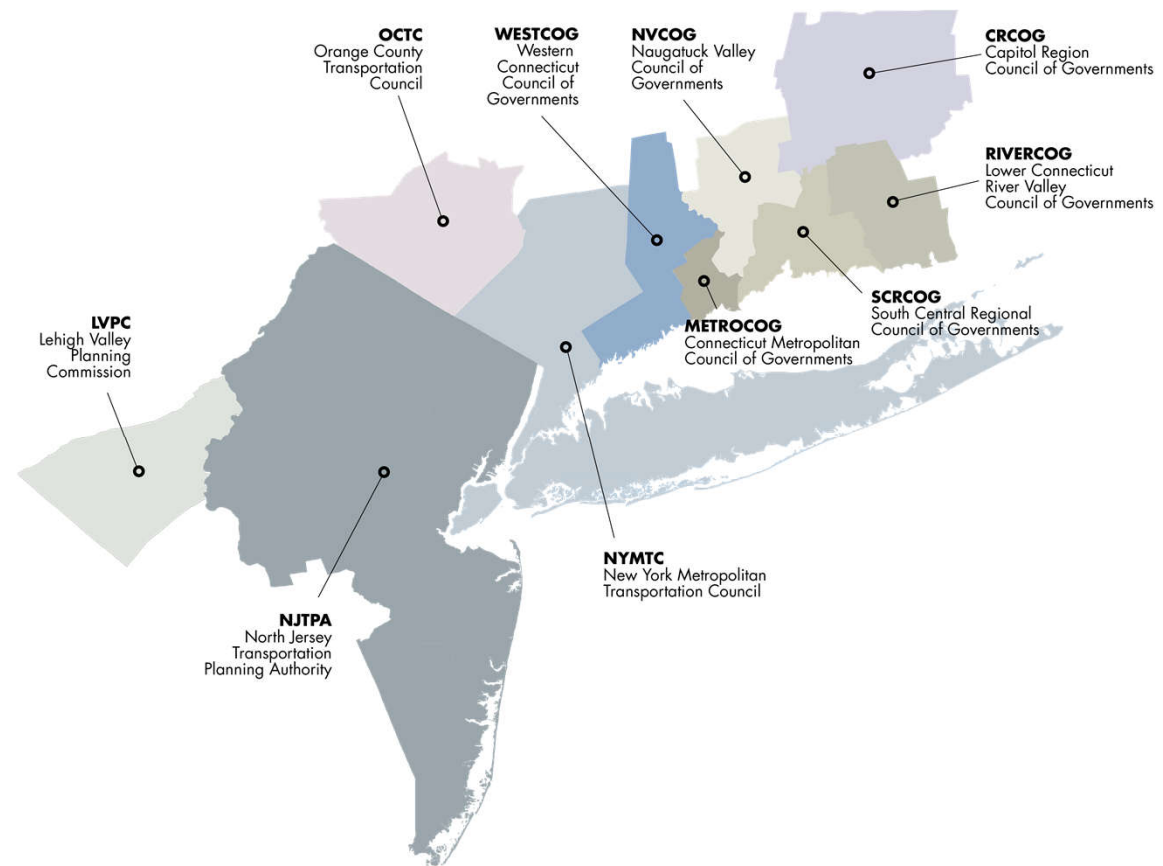 OCTC
Orange County
Transportation
Council
WESTCOG
Western
Connecticut
Council of
Governments
NVCOG
Naugatuck Valley
Council of
Governments
CRCOG
Capitol Region
Council of Governments
RIVERCOG
Lower Connecticut
River Valley
Council of Governments
SCRCOG
South Central Regional
Council of Governments
METROCOG
Connecticut Metropolitan
Council of Governments
LVPC
Lehigh Valley
Planning
Commission
NYMTC
New York Metropolitan
Transportation Council
NJTPA
North Jersey
Transportation
Planning Authority